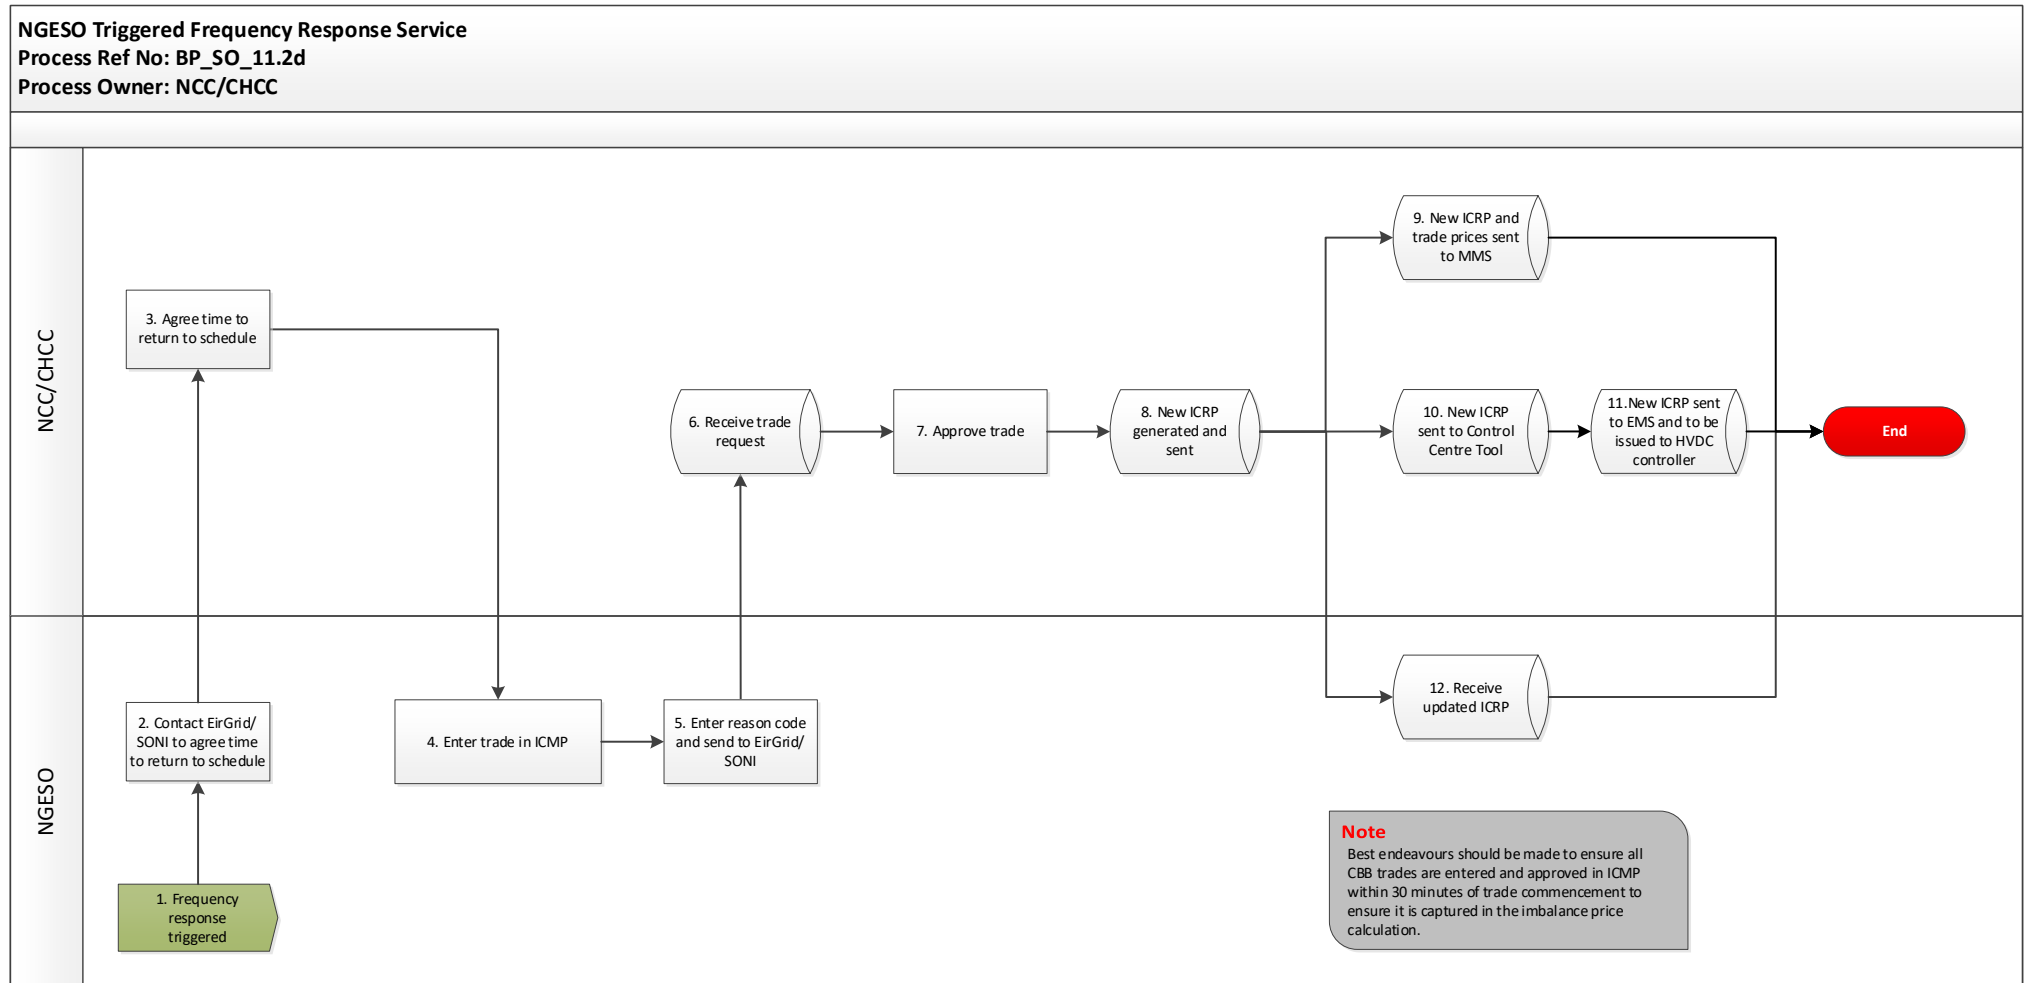 NGESO Triggered Frequency Response Service
Process Ref No: BP_SO_11.2d
Process Owner: NCC/CHCC
NCC/CHCC
3. Agree time to
return to schedule
6. Receive trade
request
7. Approve trade
8. New ICRP
generated and
sent
9. New ICRP and
trade prices sent
to MMS
10. New ICRP
sent to Control
Centre Tool
11.New ICRP sent
to EMS and to be
issued to HVDC
controller
End
NGESO
1. Frequency
response
triggered
2. Contact EirGrid/
SONI to agree time
to return to schedule
4. Enter trade in ICMP
5. Enter reason code
and send to EirGrid/
SONI
12. Receive
updated ICRP
Note
Best endeavours should be made to ensure all
CBB trades are entered and approved in ICMP
within 30 minutes of trade commencement to
ensure it is captured in the imbalance price
calculation.